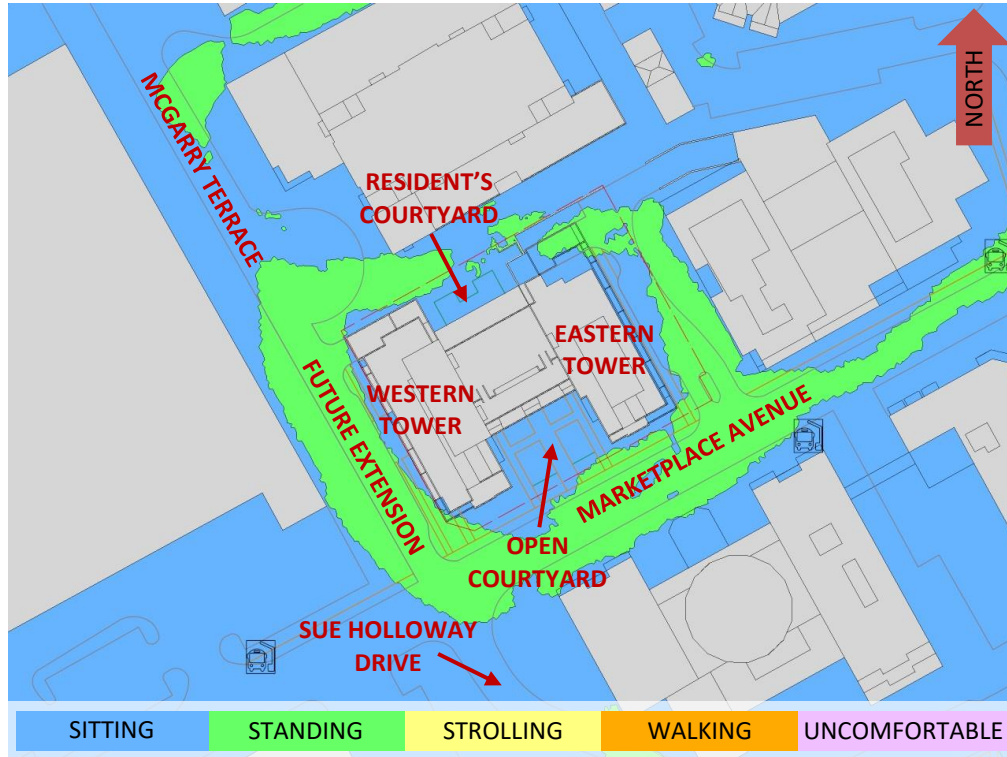 NORTH
MCGARRY TERRACE
RESIDENT'S
COURTYARD
EASTERN
TOWER
WESTERN
TOWER
FUTURE EXTENSION
MARKETPLACE AVENUE
OPEN
COURTYARD
SUE HOLLOWAY
DRIVE
SITTING
STANDING
STROLLING
WALKING
UNCOMFORTABLE